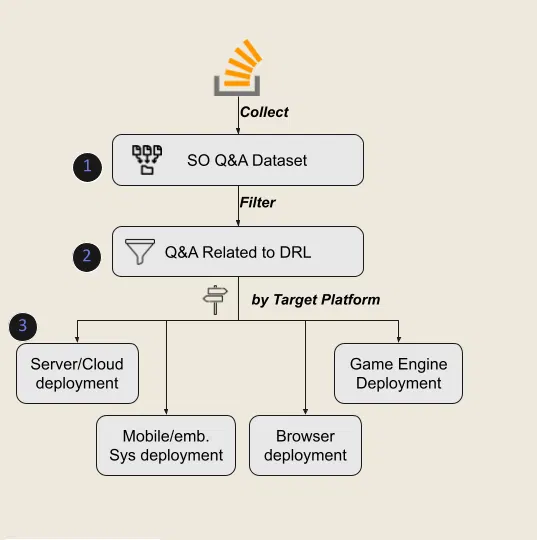 Collect
1
SO Q&A Dataset
Filter
2
Q&A Related to DRL
by Target Platform
3
Server/Cloud
deployment
Game Engine
Deployment
Mobile/emb.
Sys deployment
Browser
deployment